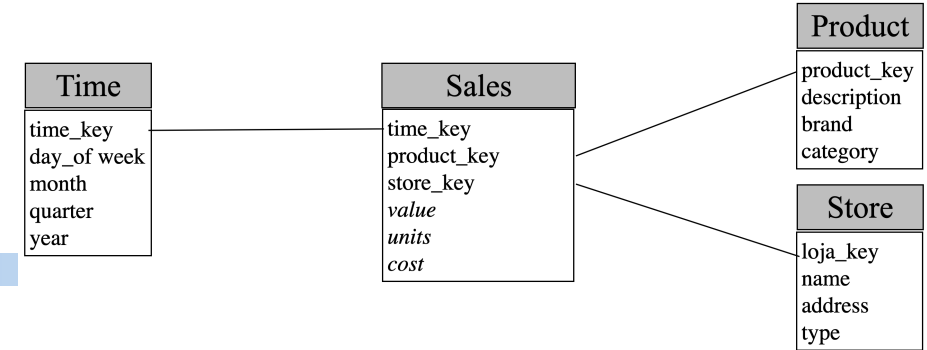 Time
time_key
day_of week
month
quarter
year
Sales
time_key
product_key
store_key
value
units
cost
Product
product_key
description
brand
category
Store
loja_key
name
address
type